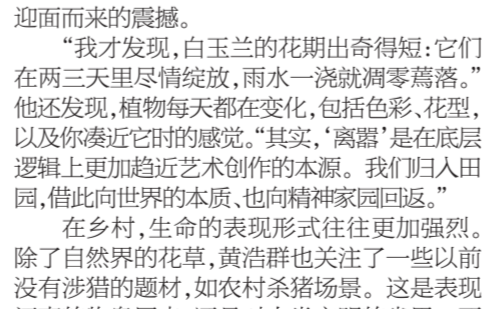 迎面而来的震撼。
“我才发现，白玉兰的花期出奇得短：它们
在两三天里尽情绽放，雨水一浇就凋零蔫落。”
他还发现，植物每天都在变化，包括色彩、花型，
以及你凑近它时的感觉。“其实，‘离嚣’是在底层
逻辑上更加趋近艺术创作的本源。我们归入田
园，借此向世界的本质、也向精神家园回返。”
在乡村，生命的表现形式往往更加强烈。
除了自然界的花草，黄浩群也关注了一些以前
没有涉猎的题材，如农村杀猪场景。这是表现